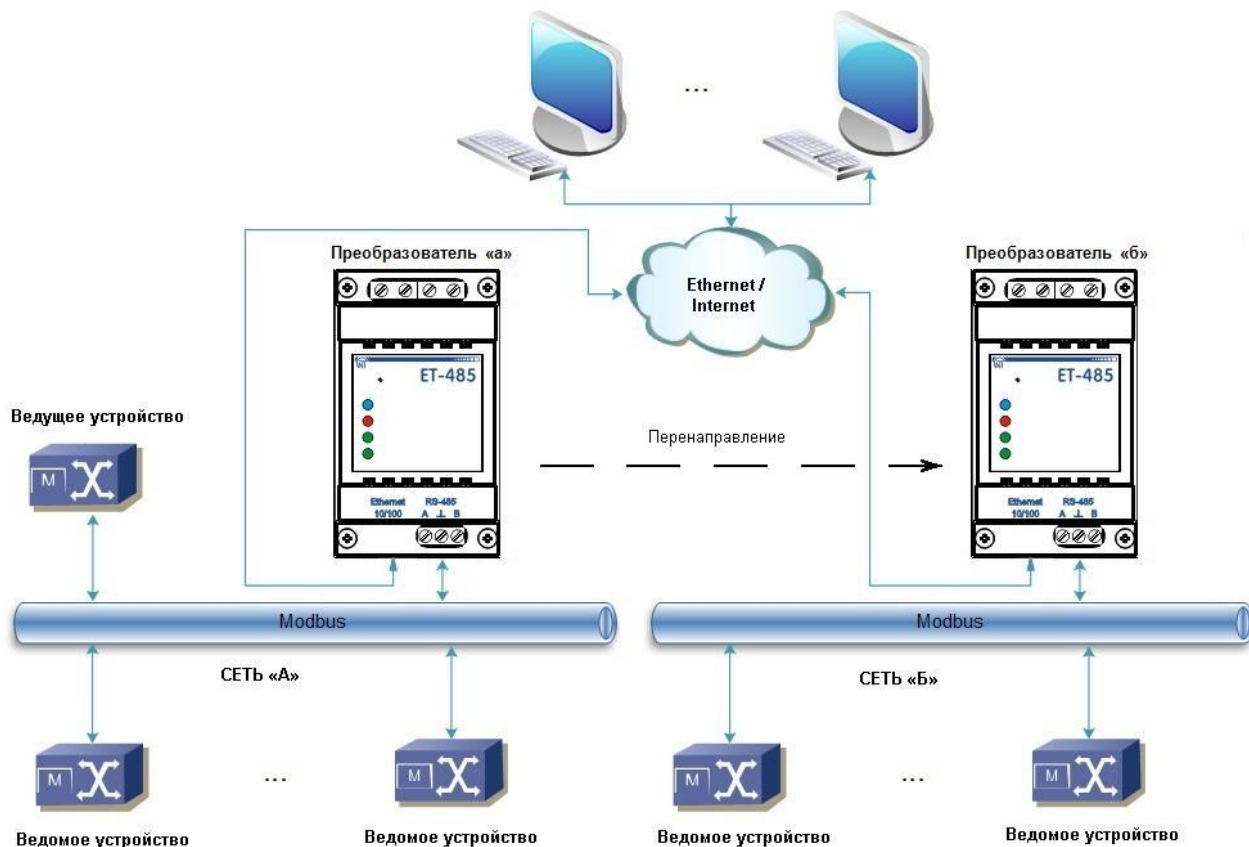 ...
Преобразователь «а»
Преобразователь «б»
Ethernet /
Internet
ET-485
ET-485
Ведущее устройство
Перенаправление
M
Ethernet
10/100
RS-485
A ⊥ B
Ethernet
10/100
RS-485
A ⊥ B
Modbus
Modbus
СЕТЬ «А»
СЕТЬ «Б»
M
...
M
M
...
M
Ведомое устройство
Ведомое устройство
Ведомое устройство
Ведомое устройство